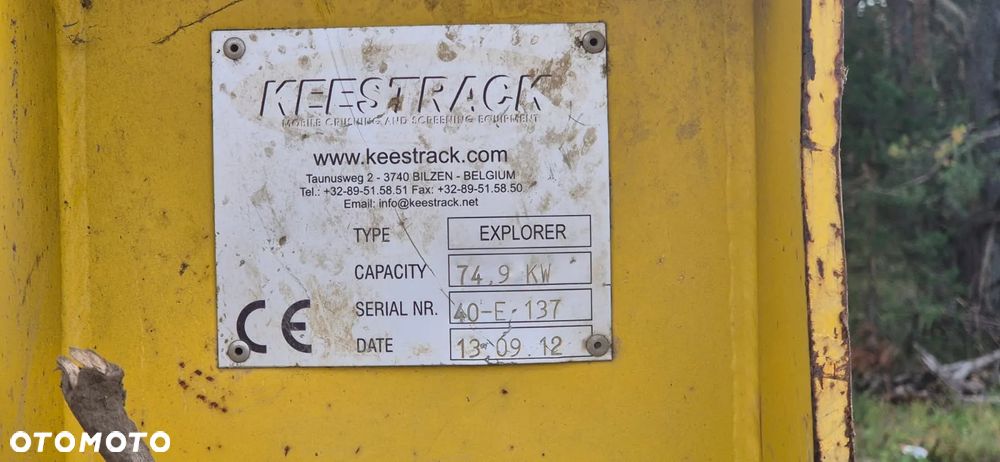 KEESTRACK
MOBILE CRUSHING AND SCREENING EQUIPMENT
www.keestrack.com
Taunusweg 2 - 3740 BILZEN - BELGIUM
Tel.: +32-89-51.58.51 Fax: +32-89-51.58.50
Email: info@keestrack.net
TYPE EXPLORER
CAPACITY 74,9 KW
SERIAL NR. 40-E-137
CE
DATE 13 09 12
OTOMOTO